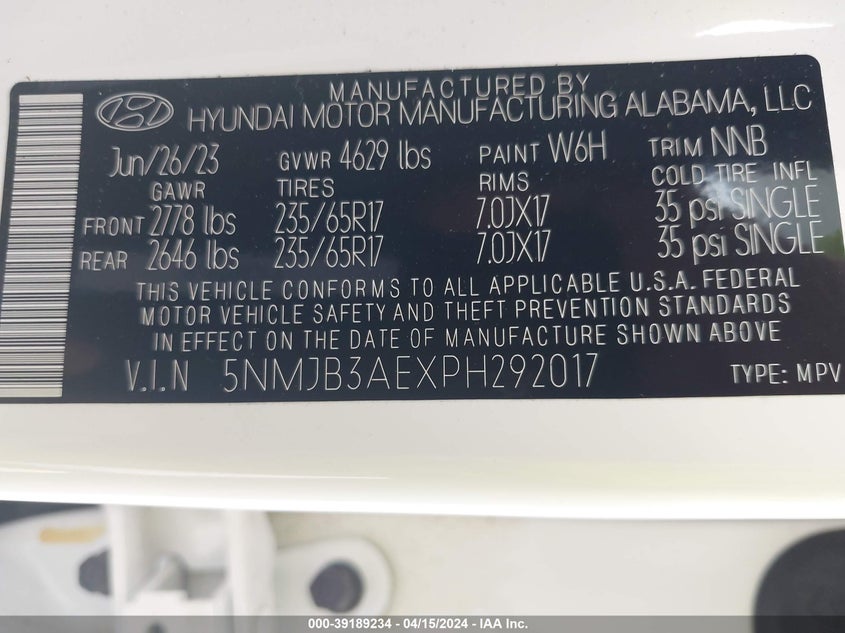 MANUFACTURED BY
HYUNDAI MOTOR MANUFACTURING ALABAMA, LLC
Jun/26/23 GVWR 4629 lbs PAINT W6H TRIM NNB
GAWR TIRES RIMS COLD TIRE INFL
FRONT 2778 lbs 235/65R17 7.0JX17 35 psi SINGLE
REAR 2646 lbs 235/65R17 7.0JX17 35 psi SINGLE
THIS VEHICLE CONFORMS TO ALL APPLICABLE U.S.A. FEDERAL
MOTOR VEHICLE SAFETY AND THEFT PREVENTION STANDARDS
IN EFFECT ON THE DATE OF MANUFACTURE SHOWN ABOVE
V.I.N 5NMJB3AEXPH292017 TYPE: MPV
000-39189234 - 04/15/2024 - IAA Inc.